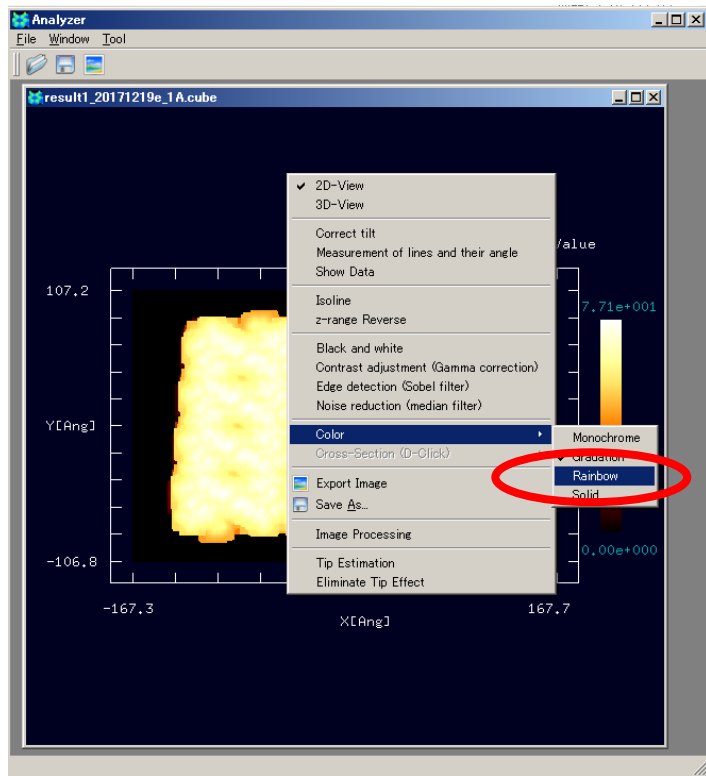 Analyzer
File Window Tool
result1_20171219e_1A.cube
2D-View
3D-View
Correct tilt
Measurement of lines and their angle
Show Data
Isoline
z-range Reverse
Black and white
Contrast adjustment (Gamma correction)
Edge detection (Sobel filter)
Noise reduction (median filter)
Color
Cross-Section (D-Click)
Export Image
Save As...
Image Processing
Tip Estimation
Eliminate Tip Effect
Monochrome
Gradation
Rainbow
Solid
107.2
Y[Ang]
-106.8
-167.3
X[Ang]
167.7
7.71e+001
0.00e+000